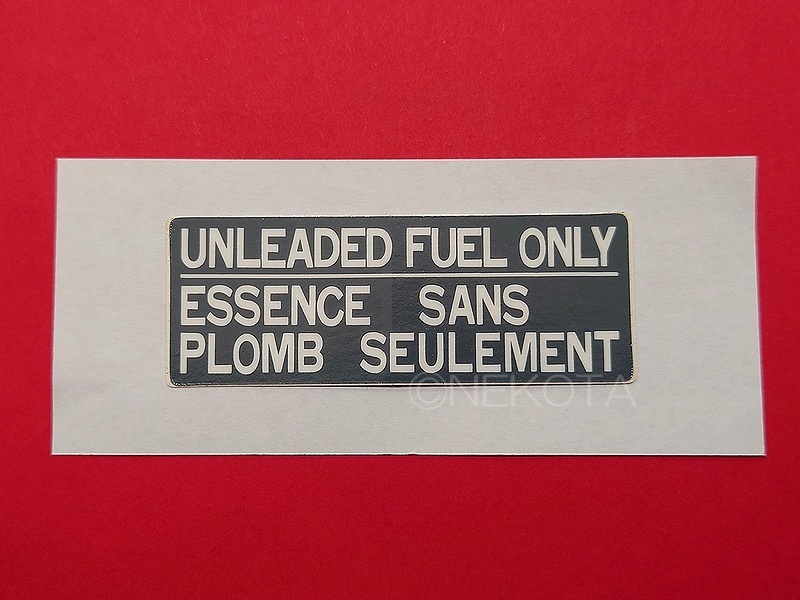 UNLEADED FUEL ONLY
ESSENCE SANS
PLOMB SEULEMENT
©NEKOTA